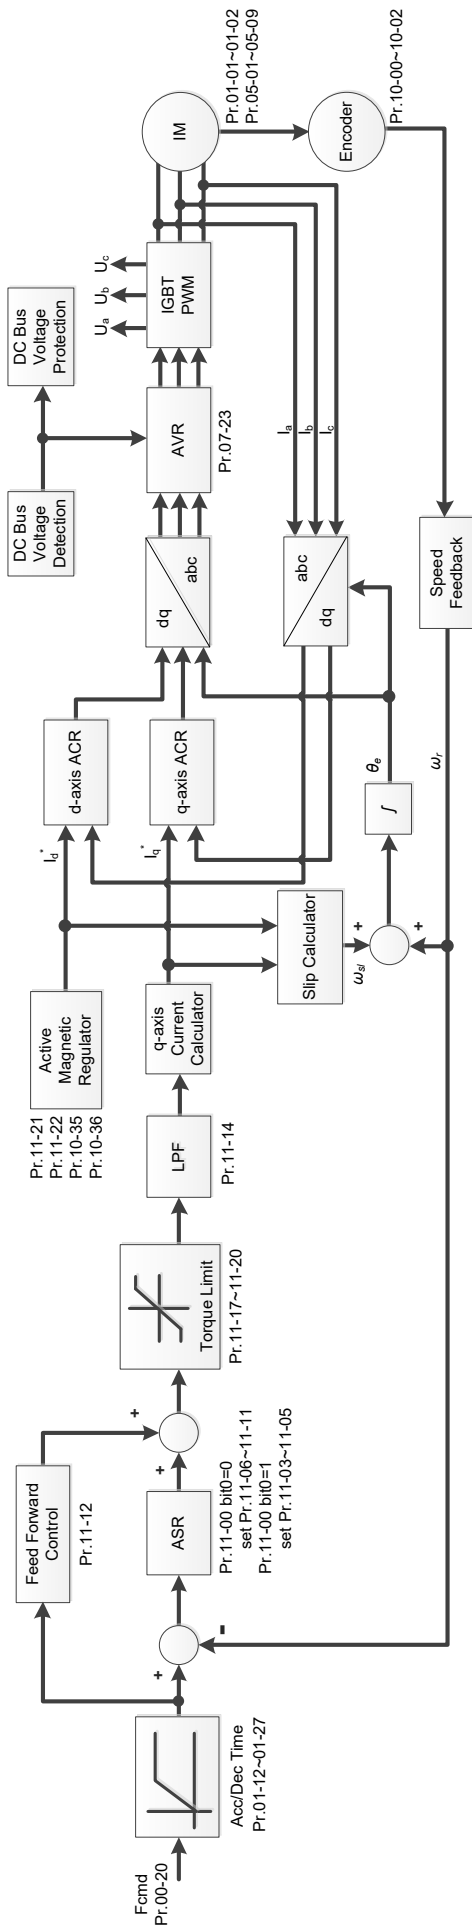 Fcmd
Pr.00-20
Acc/Dec Time
Pr.01-12~01-27
Feed Forward
Control
Pr.11-12
+
-
ASR
Pr.11-00 bit0=0
set Pr.11-06~11-11
Pr.11-00 bit0=1
set Pr.11-03~11-05
+
+
Torque Limit
Pr.11-17~11-20
LPF
Pr.11-14
Pr.11-21
Pr.11-22
Pr.10-35
Pr.10-36
Active
Magnetic
Regulator
q-axis
Current
Calculator
Id*
Iq*
d-axis ACR
q-axis ACR
Slip Calculator
ωsl
+
+
∫
θe
dq
abc
abc
dq
DC Bus
Voltage
Detection
DC Bus
Voltage
Protection
AVR
Pr.07-23
IGBT
PWM
Ua
Ub
Uc
Ia
Ib
Ic
IM
Pr.01-01~01-02
Pr.05-01~05-09
Encoder
Pr.10-00~10-02
Speed
Feedback
ωr